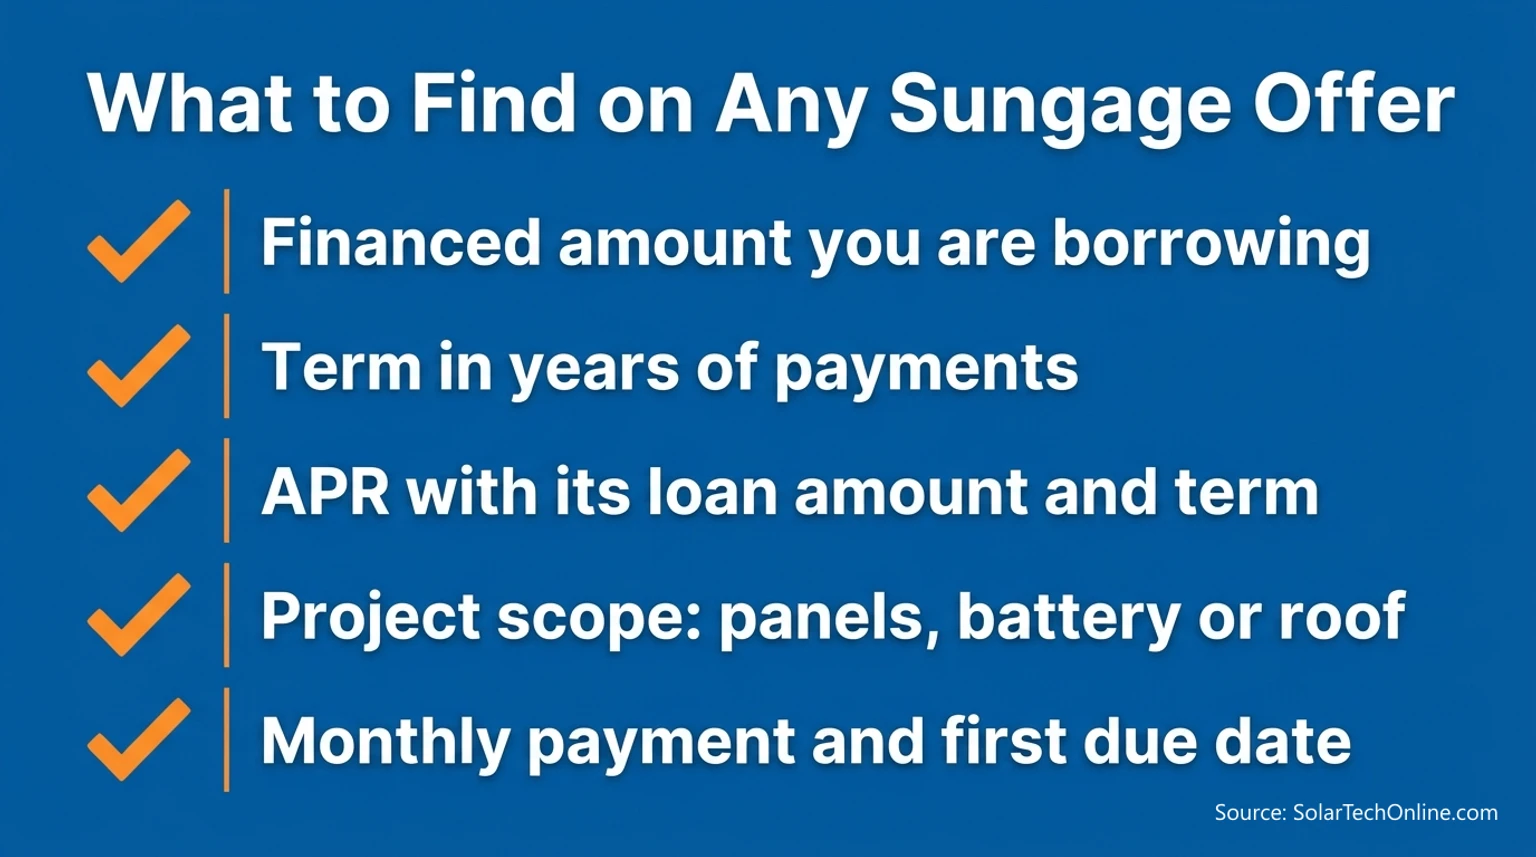 What to Find on Any Sungage Offer
Financed amount you are borrowing
Term in years of payments
APR with its loan amount and term
Project scope: panels, battery or roof
Monthly payment and first due date
Source: SolarTechOnline.com